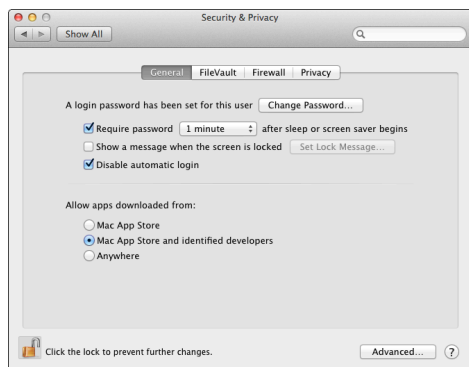 Security & Privacy
Show All
General FileVault Firewall Privacy
A login password has been set for this user Change Password...
Require password 1 minute after sleep or screen saver begins
Show a message when the screen is locked Set Lock Message...
Disable automatic login
Allow apps downloaded from:
Mac App Store
Mac App Store and identified developers
Anywhere
Click the lock to prevent further changes. Advanced... ?